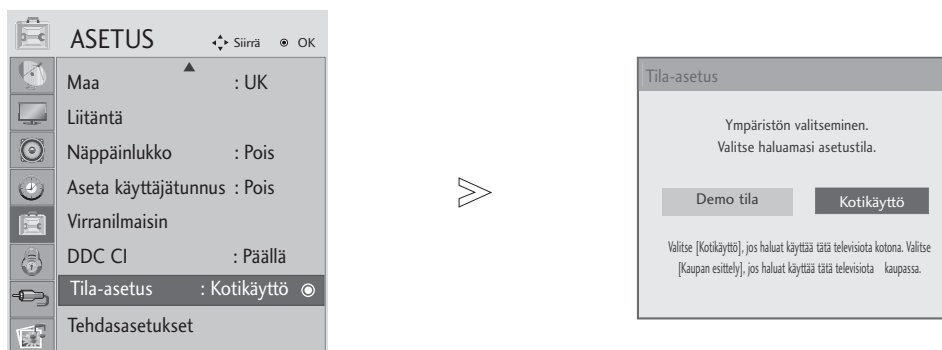 ASETUS Siirrä OK
Maa : UK
Liitäntä
Näppäinlukko : Pois
Aseta käyttäjätunnus : Pois
Virranilmaisin
DDC CI : Päällä
Tila-asetus : Kotikäyttö
Tehdasasetukset
Tila-asetus
Ympäristön valitseminen.
Valitse haluamasi asetustila.
Demo tila Kotikäyttö
Valitse [Kotikäyttö], jos haluat käyttää tätä televisiota kotona. Valitse
[Kaupan esittely], jos haluat käyttää tätä televisiota kaupassa.